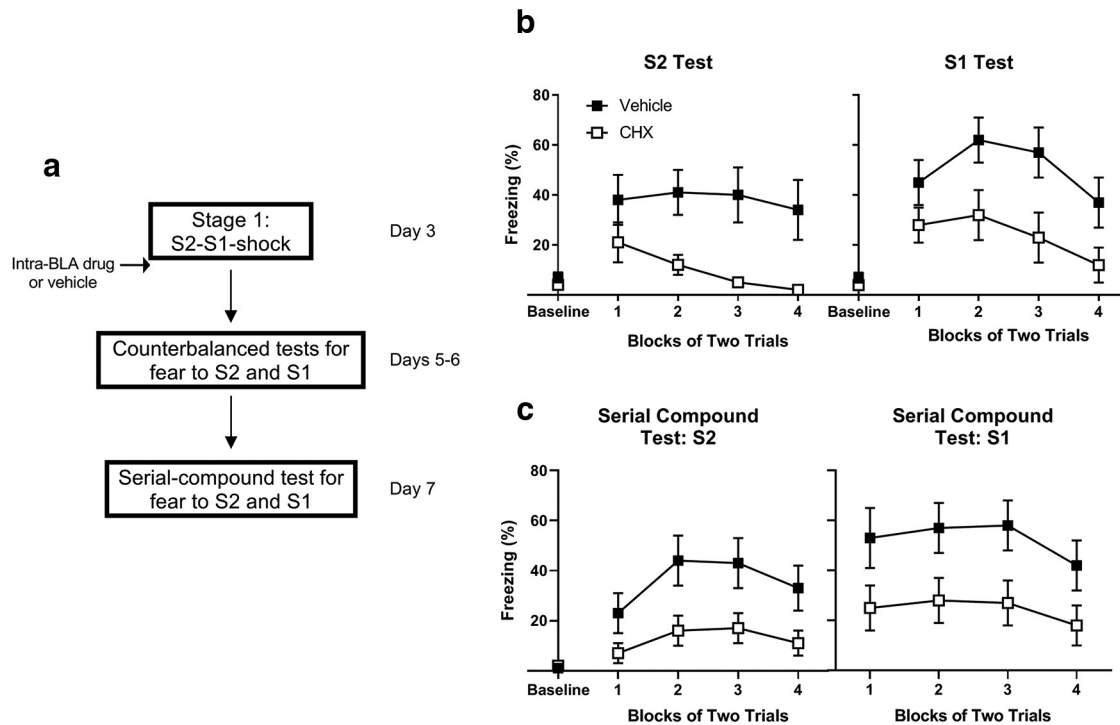 a
Stage 1:
S2-S1-shock
Day 3
Intra-BLA drug
or vehicle
Counterbalanced tests for
fear to S2 and S1
Days 5-6
Serial-compound test for
fear to S2 and S1
Day 7
b
S2 Test
S1 Test
Vehicle
CHX
Freezing (%)
80
60
40
20
Baseline
1
2
3
4
Blocks of Two Trials
Baseline
1
2
3
4
Blocks of Two Trials
c
Serial Compound
Test: S2
Serial Compound
Test: S1
Freezing (%)
80
60
40
20
Baseline
1
2
3
4
Blocks of Two Trials
1
2
3
4
Blocks of Two Trials